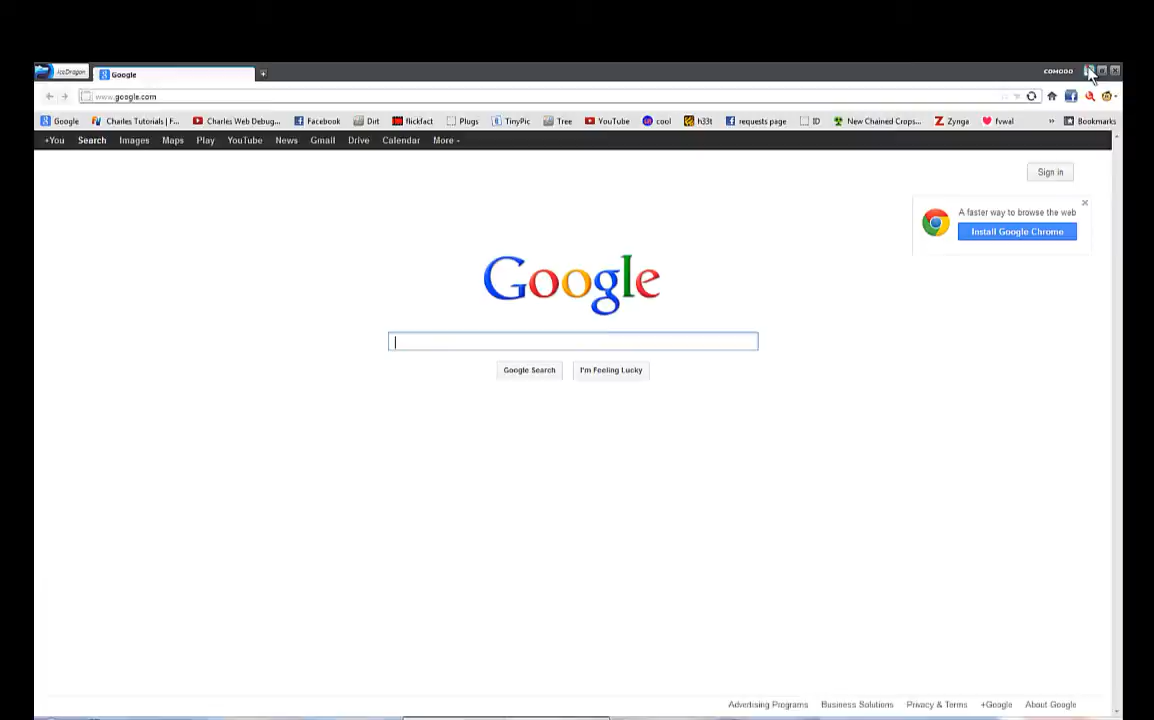 IceDragon Google COMODO
www.google.com
Google Charles Tutorials | F... Charles Web Debug... Facebook Dirt flickfact Plugs TinyPic Tree YouTube cool h33t requests page ID New Chained Crops... Zynga fvwal » Bookmarks
+You Search Images Maps Play YouTube News Gmail Drive Calendar More
Sign in
A faster way to browse the web
Install Google Chrome
Google
Google Search I'm Feeling Lucky
Advertising Programs Business Solutions Privacy & Terms +Google About Google